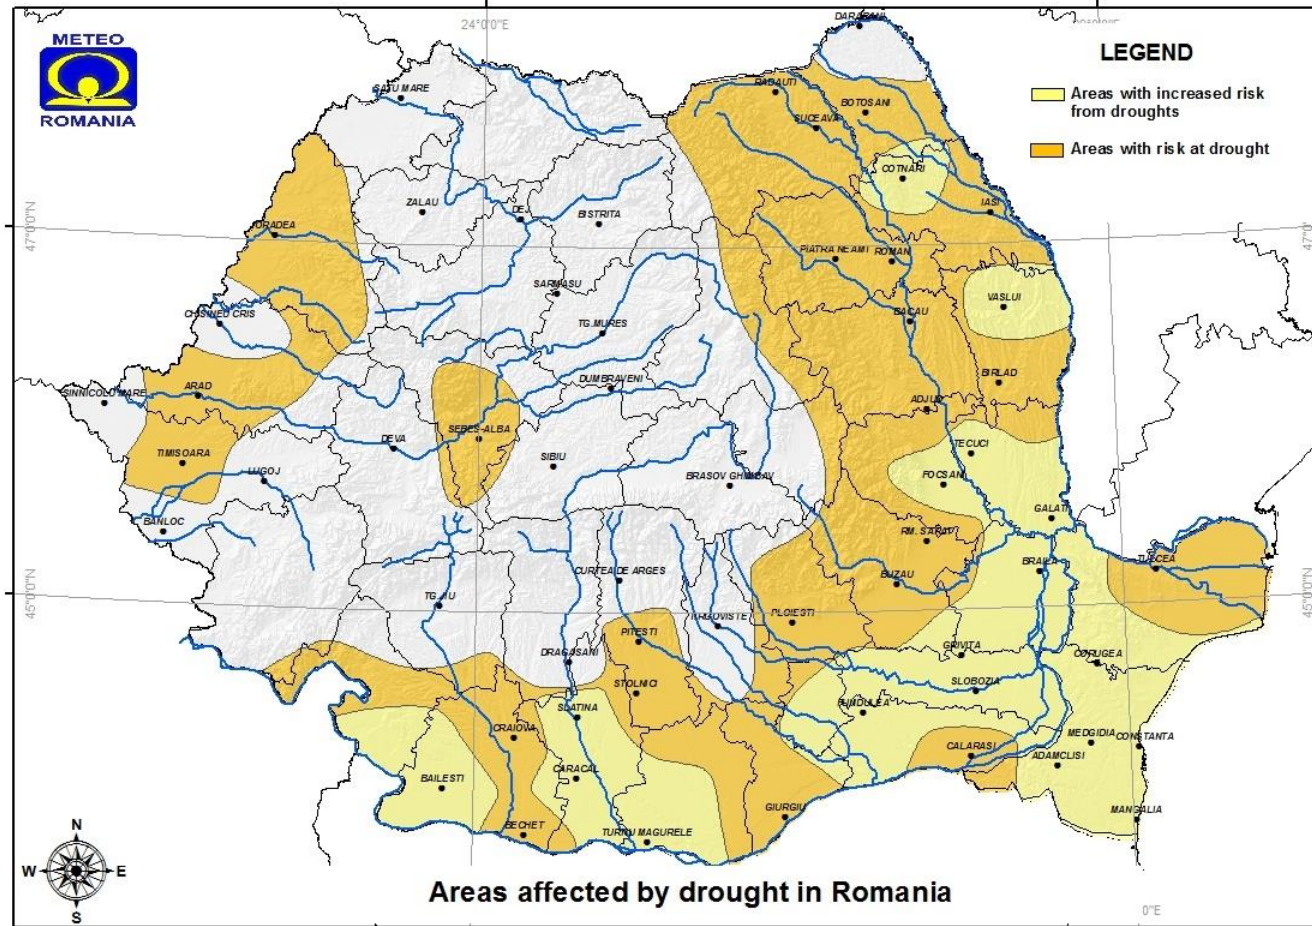 24°0'0"E
DARABANI
METEO
ROMANIA
LEGEND
Areas with increased risk
from droughts
Areas with risk at drought
SATU MARE
RADAUTI
BOTOSANI
SUCEAVA
COTNARI
ZALAU
DEJ
BISTRITA
IASI
ORADEA
47°0'0"N
47°
PIATRA NEAMT
ROMAN
SARMASU
VASLUI
CHISINEU CRIS
TG.MURES
BACAU
SINNICOLU MARE
ARAD
DUMBRAVENI
BIRLAD
ADJUD
SEBES-ALBA
DEVA
TECUCI
TIMISOARA
LUGOJ
SIBIU
BRASOV GHIMBAV
FOCSANI
GALATI
BANLOC
RM. SARAT
TULCEA
CURTEA DE ARGES
BUZAU
BRAILA
45°0'0"N
45°0'0"N
TG. JIU
PLOIESTI
TIRGOVISTE
PITESTI
DRAGASANI
GRIVITA
CORUGEA
STOLNICI
SLOBOZIA
SLATINA
FUNDULEA
CRAIOVA
MEDGIDIA
CONSTANTA
CALARASI
ADAMCLISI
BAILESTI
CARACAL
GIURGIU
MANGALIA
BECHET
TURNU MAGURELE
N
W
E
S
Areas affected by drought in Romania
0°E